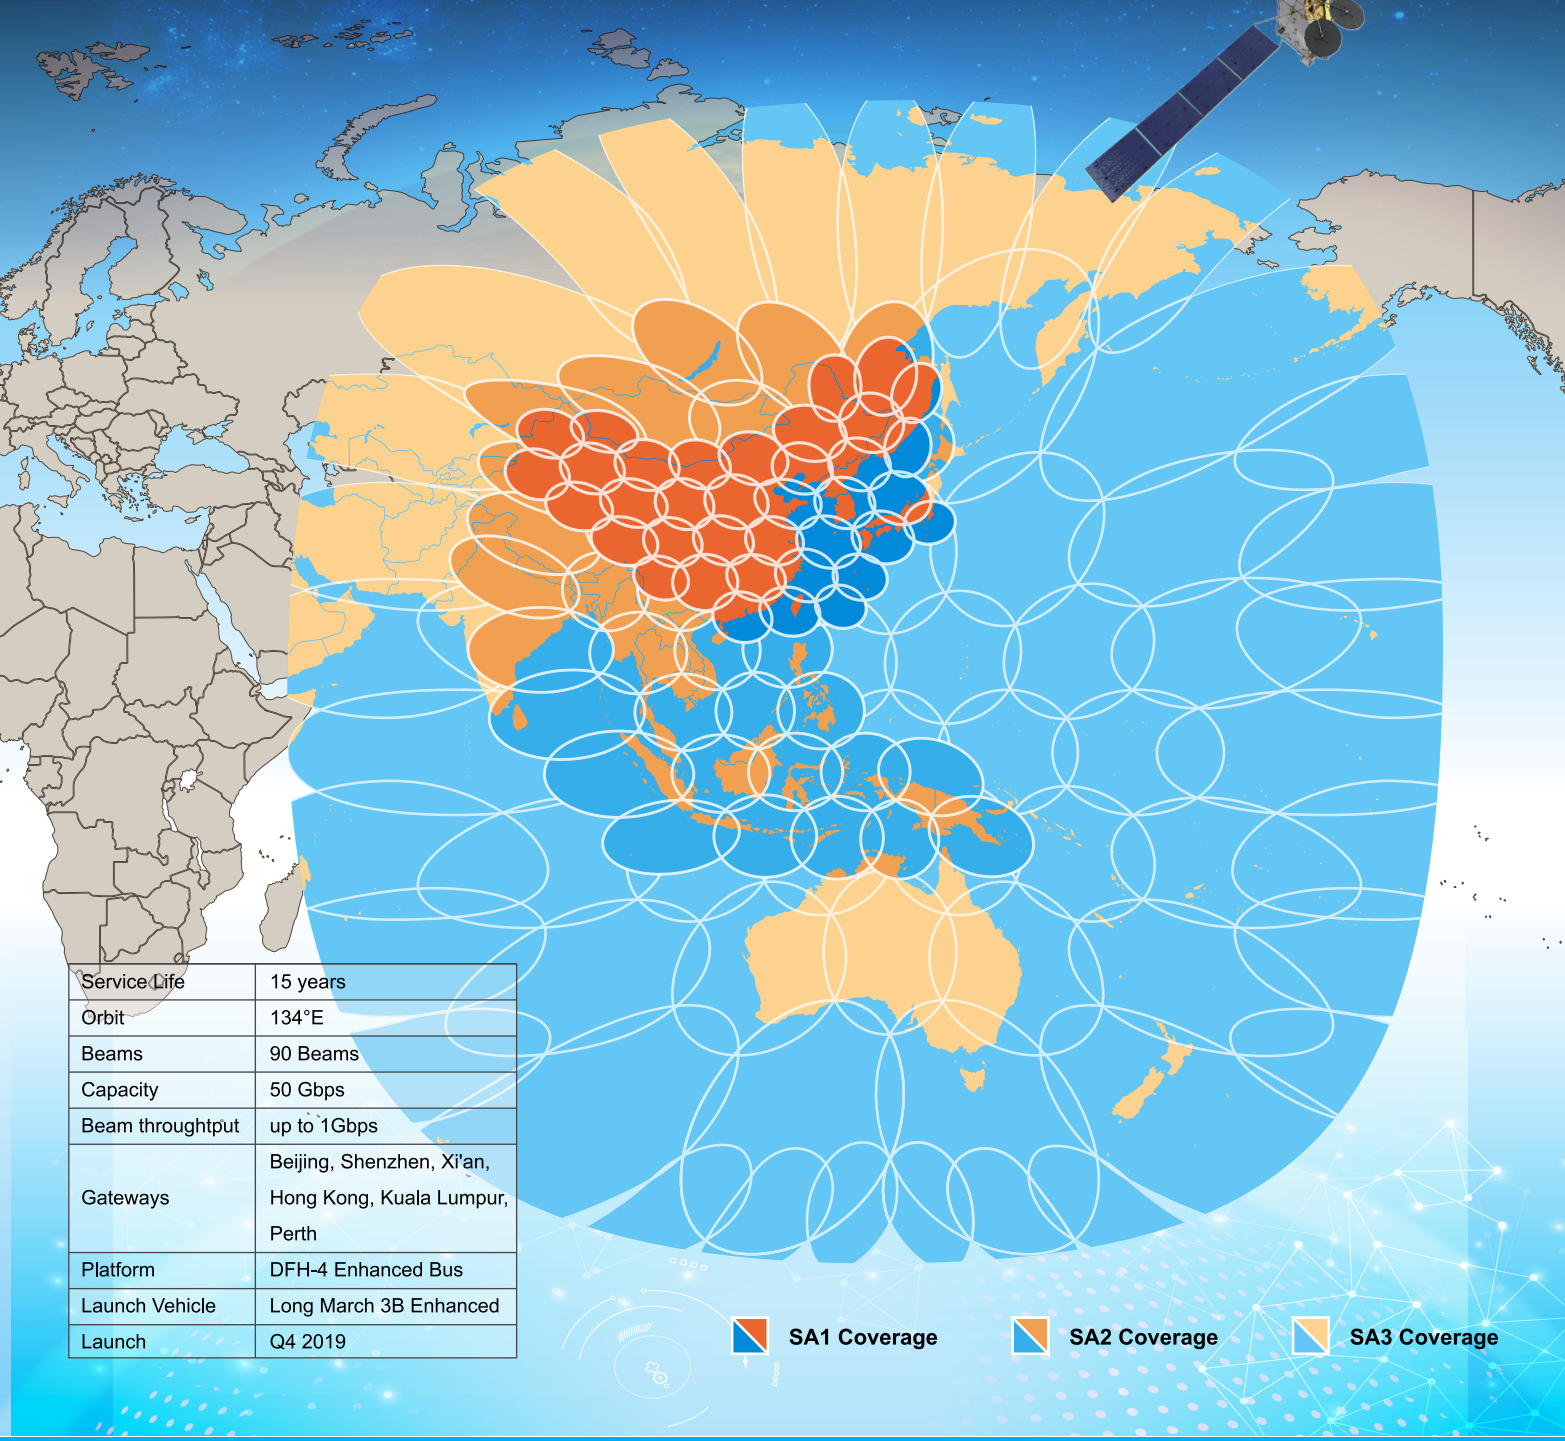 Service Life 15 years
Orbit 134°E
Beams 90 Beams
Capacity 50 Gbps
Beam throughtput up to 1Gbps
Gateways Beijing, Shenzhen, Xi'an,
Hong Kong, Kuala Lumpur,
Perth
Platform DFH-4 Enhanced Bus
Launch Vehicle Long March 3B Enhanced
Launch Q4 2019
SA1 Coverage SA2 Coverage SA3 Coverage